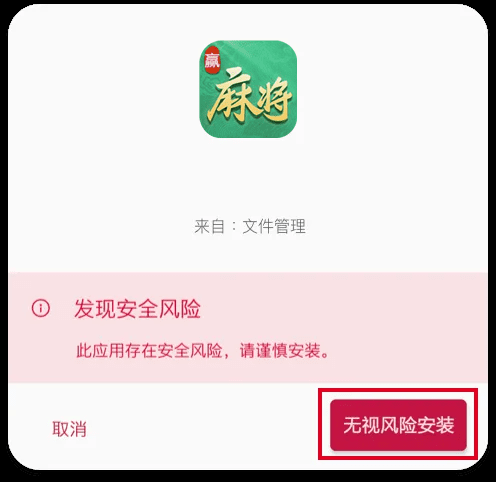 赢
麻将
来自：文件管理
发现安全风险
此应用存在安全风险，请谨慎安装。
取消
无视风险安装